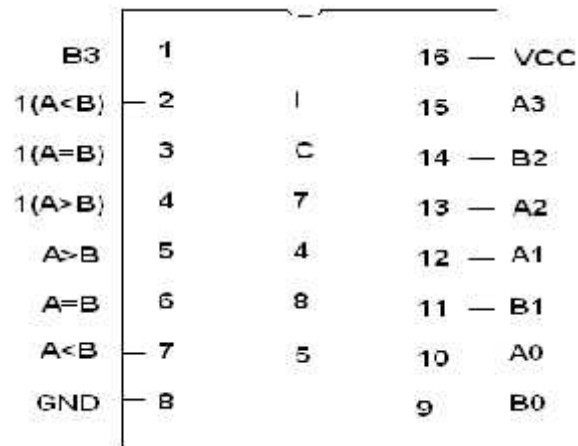 B3 1 16 VCC
1(A<B) 2 I 15 A3
1(A=B) 3 C 14 B2
1(A>B) 4 7 13 A2
A>B 5 4 12 A1
A=B 6 8 11 B1
A<B 7 5 10 A0
GND 8 9 B0